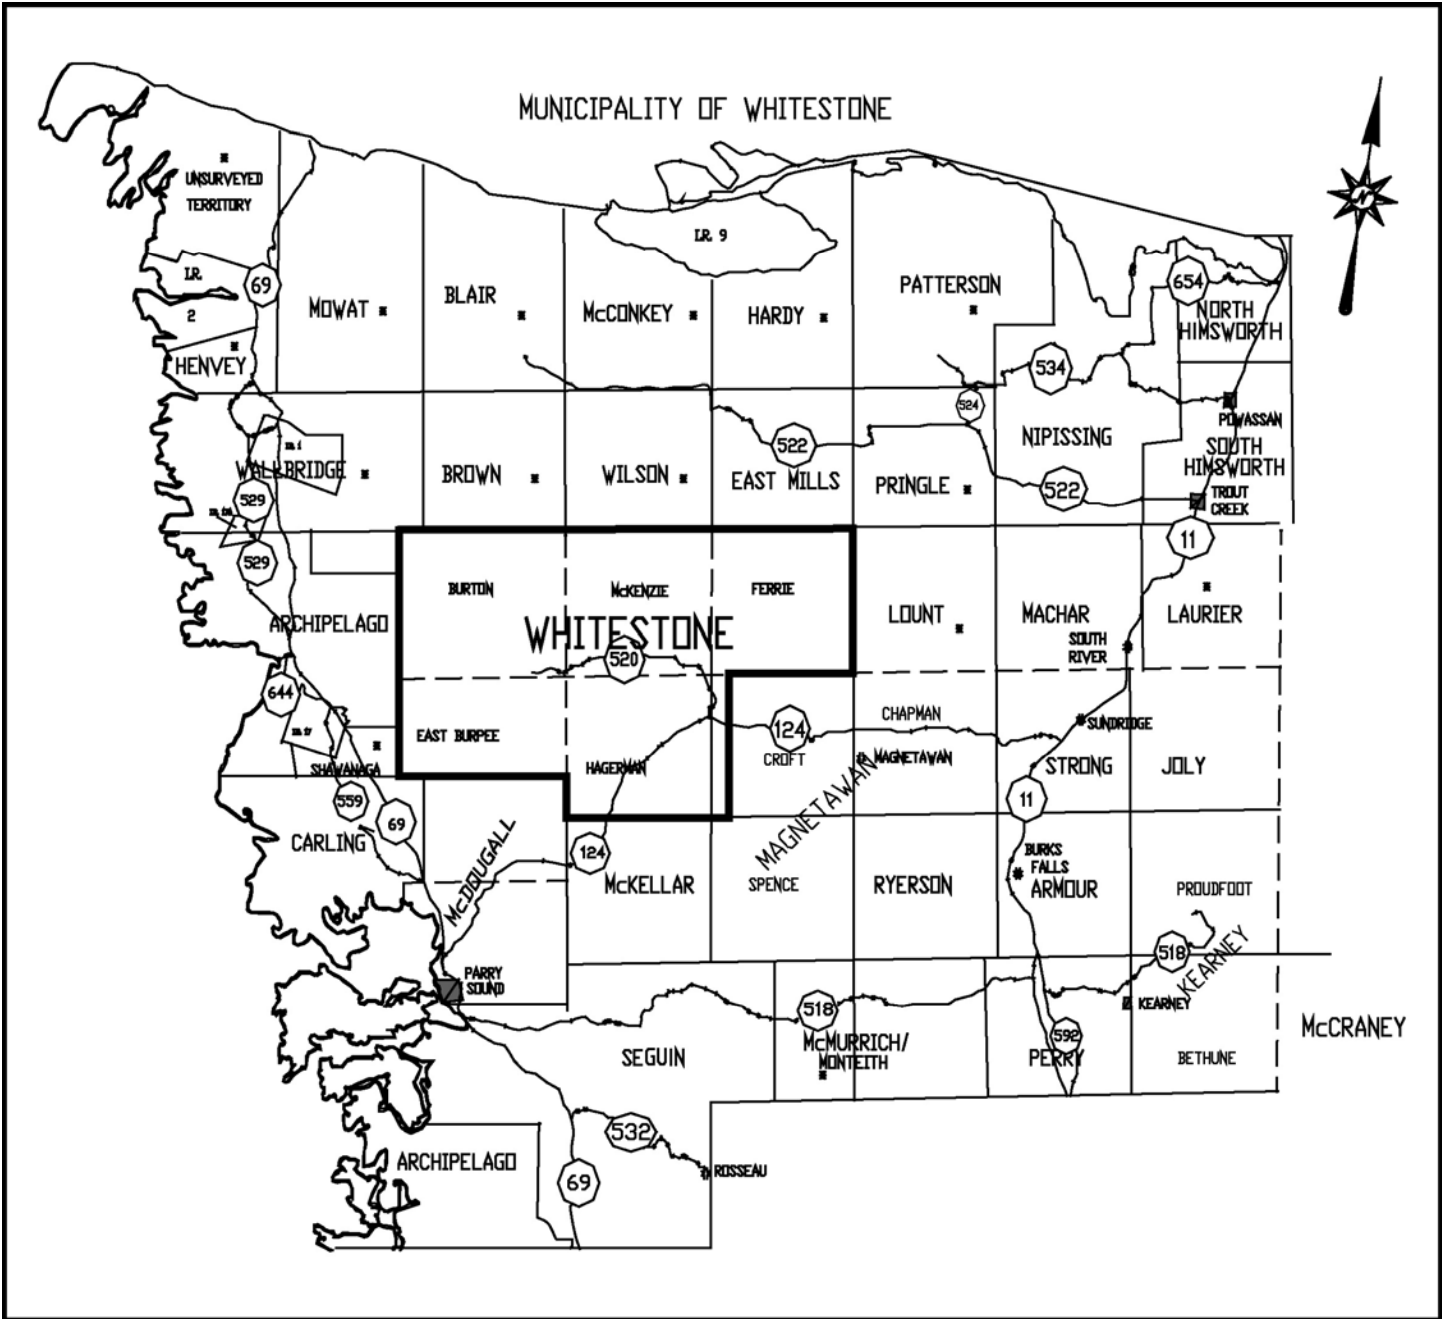 MUNICIPALITY OF WHITESTONE
N
UNSURVEYED
TERRITORY
I.R. 9
I.R.
2
69
654
PATTERSON
BLAIR
MOWAT
McCONKEY
HARDY
NORTH
HIMSWORTH
HENVEY
534
524
POWASSAN
522
NIPISSING
SOUTH
HIMSWORTH
WALLBRIDGE
BROWN
WILSON
EAST MILLS
PRINGLE
522
TROUT
CREEK
529
11
529
BURTON
McKENZIE
FERRIE
ARCHIPELAGO
WHITESTONE
LOUNT
MACHAR
LAURIER
SOUTH
RIVER
520
644
CHAPMAN
SUNDRIDGE
124
EAST BURPEE
CROFT
MAGNETAWAN
SHAWANAGA
HAGERMAN
STRONG
JOLY
MAGNETAWAN
559
69
11
CARLING
McDOUGALL
124
BURKS
FALLS
McKELLAR
SPENCE
RYERSON
ARMOUR
PROUDFOOT
518
KEARNEY
PARRY
SOUND
518
KEARNEY
McCRANEY
592
SEGUIN
McMURRICH/
MONTEITH
PERRY
BETHUNE
532
ARCHIPELAGO
ROSSEAU
69